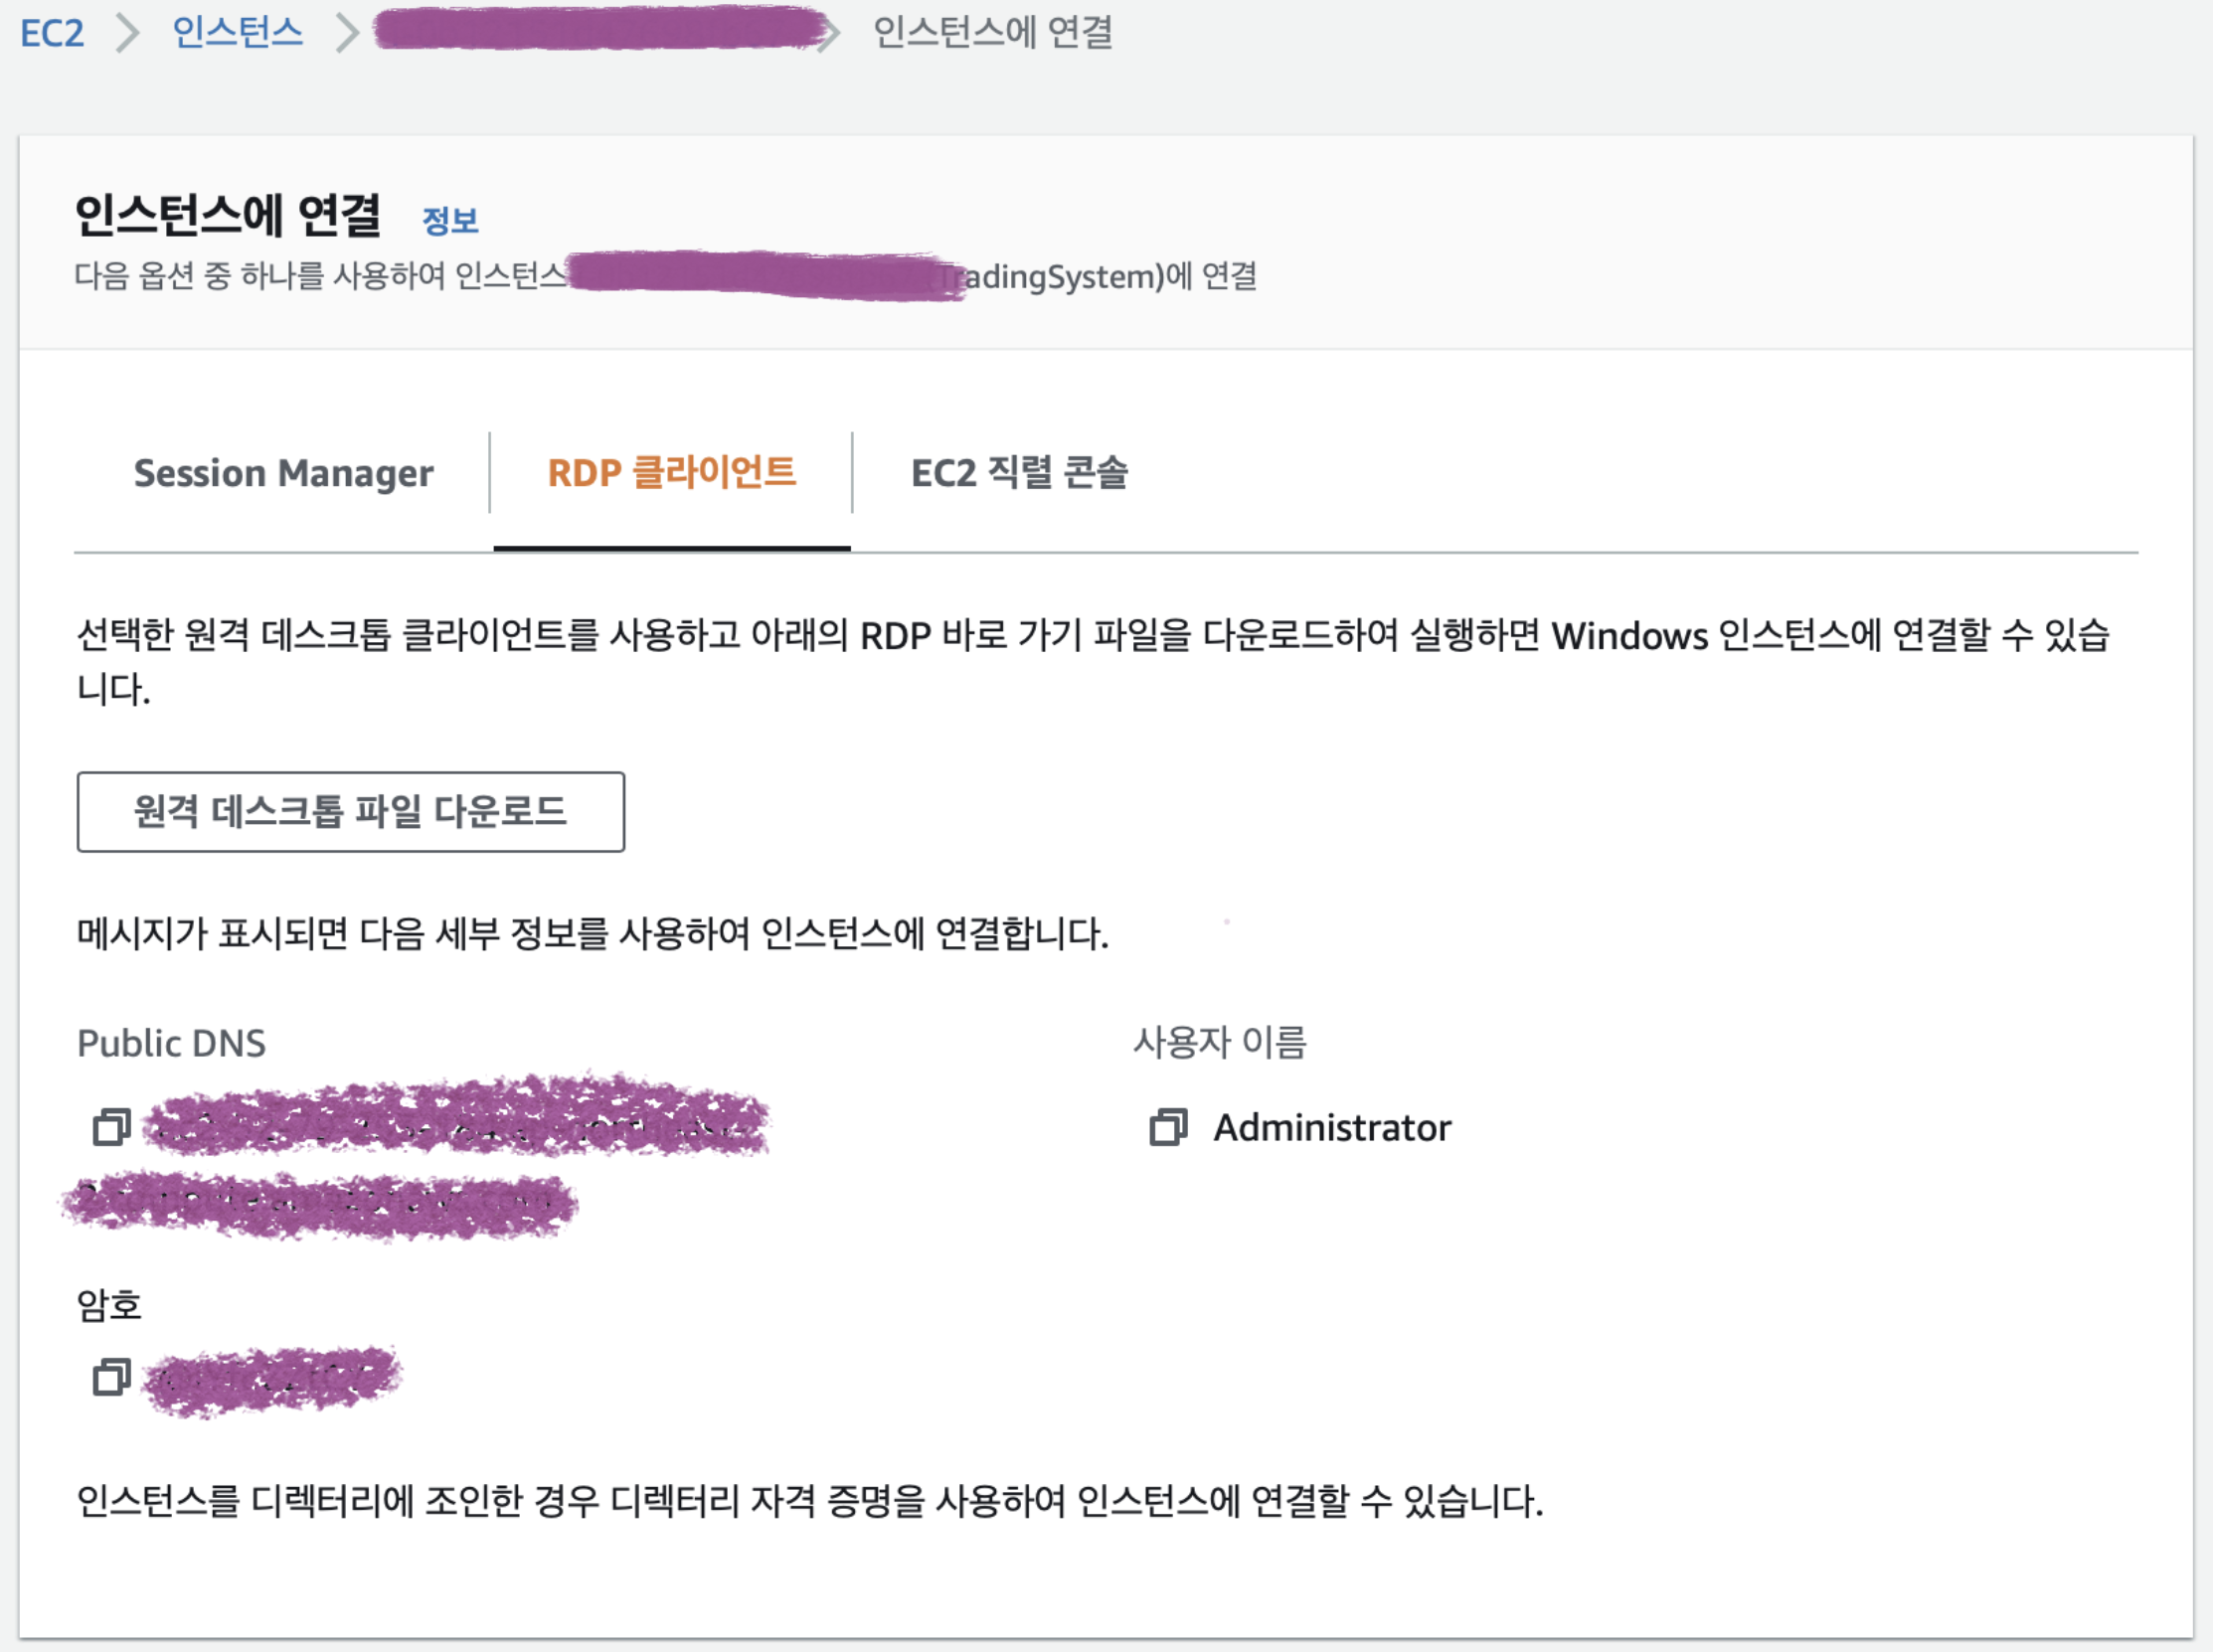 EC2 인스턴스 인스턴스에 연결
인스턴스에 연결 정보
다음 옵션 중 하나를 사용하여 인스턴스 TradingSystem)에 연결
Session Manager RDP 클라이언트 EC2 직렬 콘솔
선택한 원격 데스크톱 클라이언트를 사용하고 아래의 RDP 바로 가기 파일을 다운로드하여 실행하면 Windows 인스턴스에 연결할 수 있습
니다.
원격 데스크톱 파일 다운로드
메시지가 표시되면 다음 세부 정보를 사용하여 인스턴스에 연결합니다.
Public DNS 사용자 이름
Administrator
암호
인스턴스를 디렉터리에 조인한 경우 디렉터리 자격 증명을 사용하여 인스턴스에 연결할 수 있습니다.